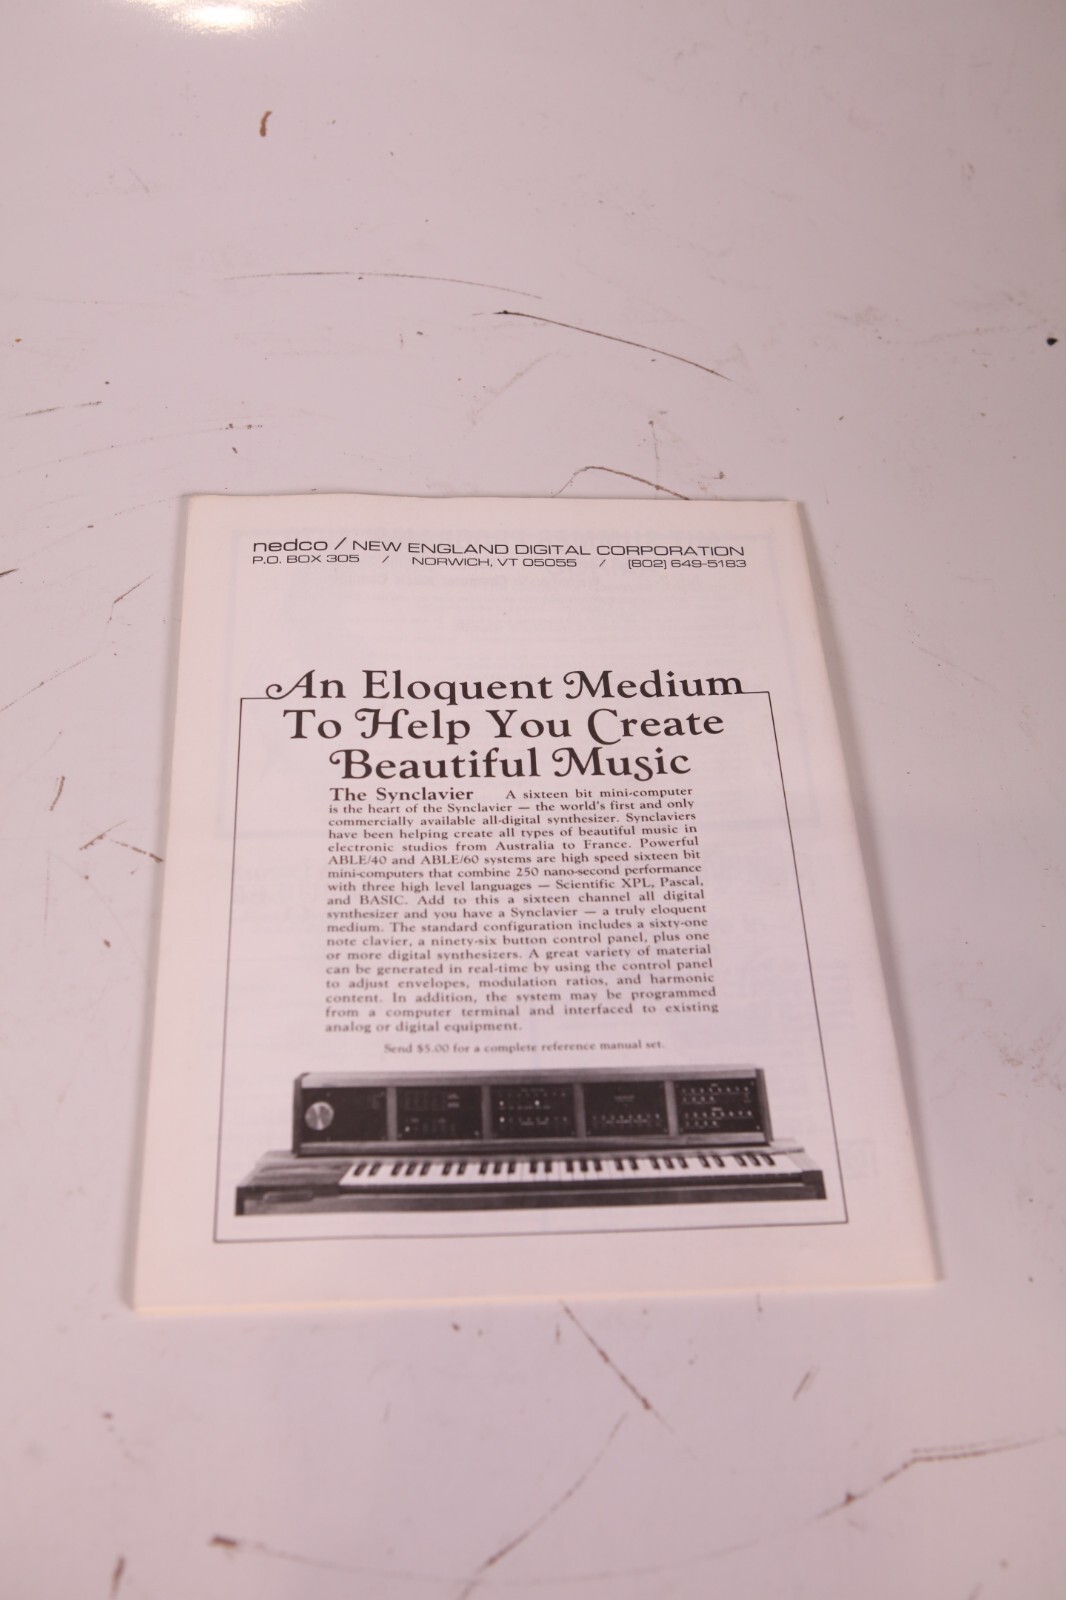 nedco / NEW ENGLAND DIGITAL CORPORATION
P.O. BOX 305 / NORWICH, VT 05055 / (802) 649-5183
An Eloquent Medium
To Help You Create
Beautiful Music
The Synclavier A sixteen bit mini-computer
is the heart of the Synclavier — the world's first and only
commercially available all-digital synthesizer. Synclaviers
have been helping create all types of beautiful music in
electronic studios from Australia to France. Powerful
ABLE/40 and ABLE/60 systems are high speed sixteen bit
mini-computers that combine 250 nano-second performance
with three high level languages — Scientific XPL, Pascal,
and BASIC. Add to this a sixteen channel all digital
synthesizer and you have a Synclavier — a truly eloquent
medium. The standard configuration includes a sixty-one
note clavier, a ninety-six button control panel, plus one
or more digital synthesizers. A great variety of material
can be generated in real-time by using the control panel
to adjust envelopes, modulation ratios, and harmonic
content. In addition, the system may be programmed
from a computer terminal and interfaced to existing
analog or digital equipment.
Send $5.00 for a complete reference manual set.